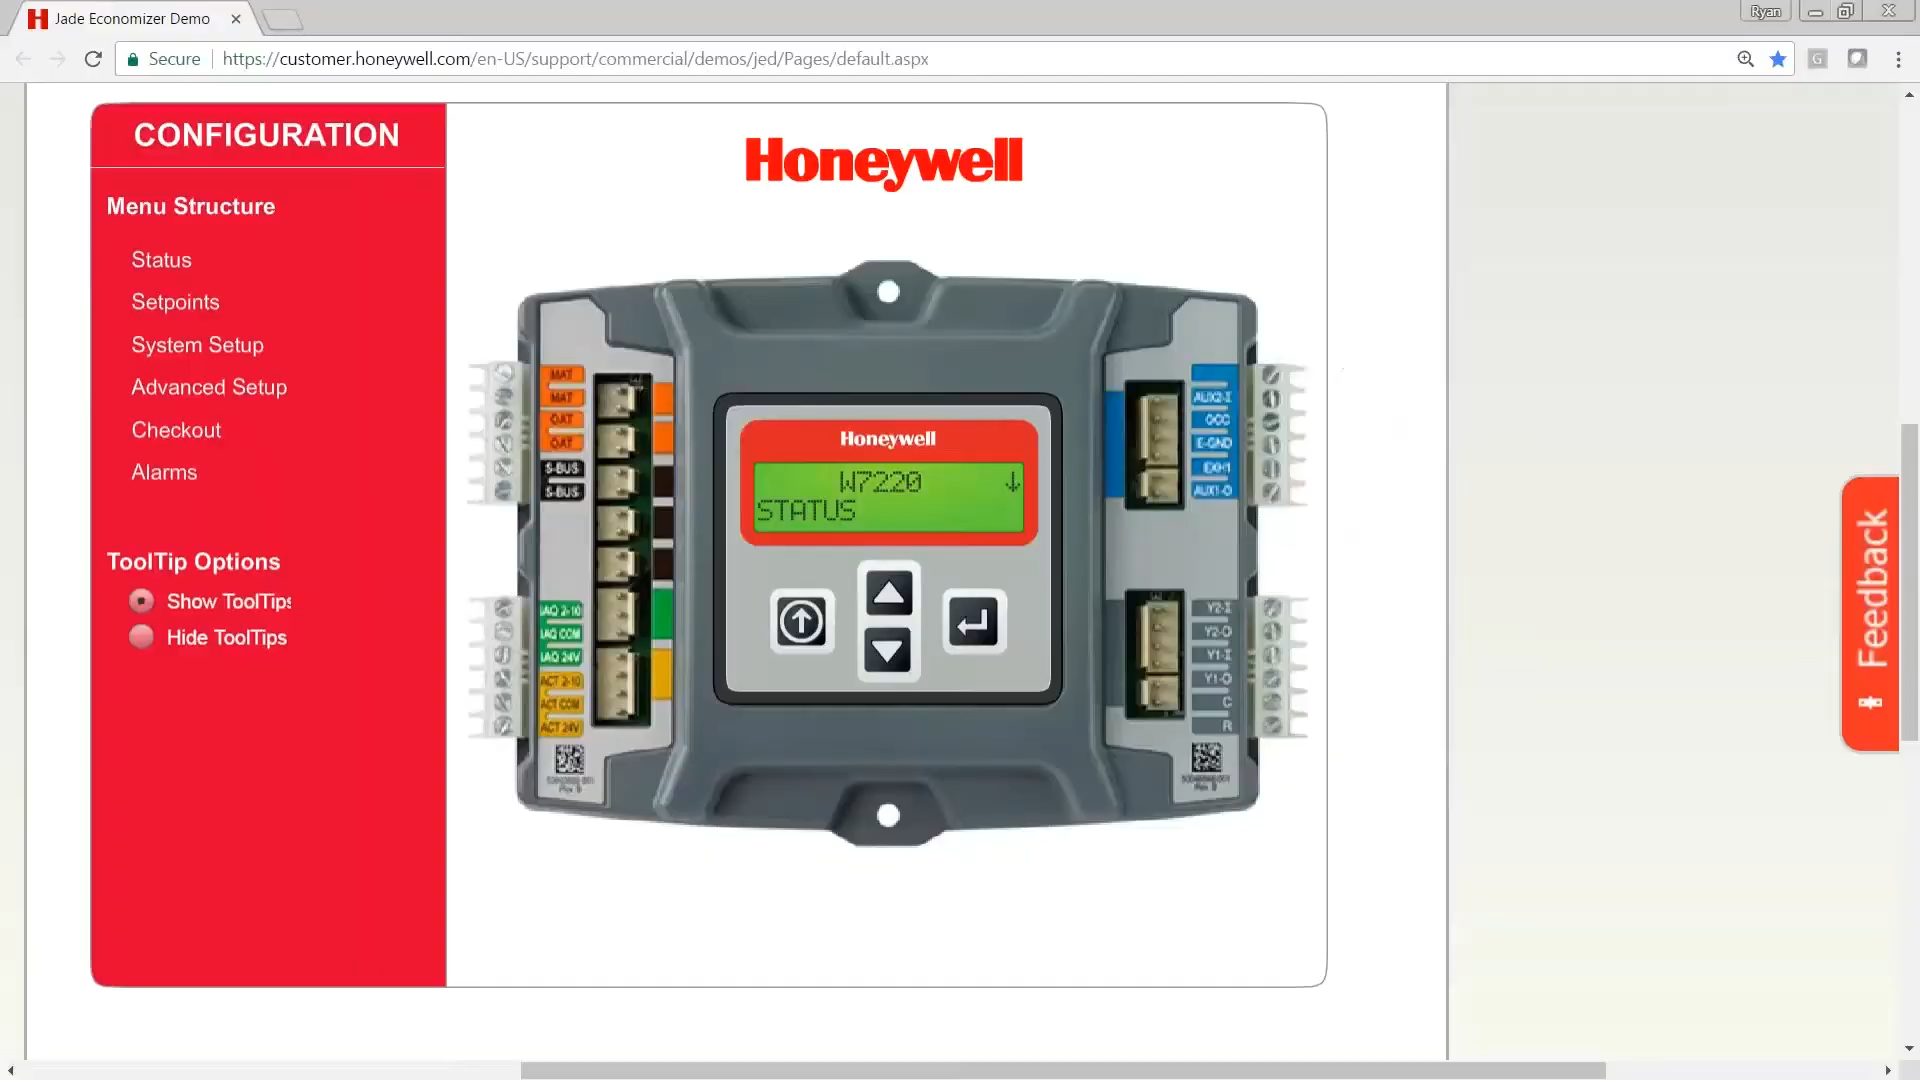 Jade Economizer Demo
Ryan
Secure
https://customer.honeywell.com/en-US/support/commercial/demos/jed/Pages/default.aspx
CONFIGURATION
Menu Structure
Status
Setpoints
System Setup
Advanced Setup
Checkout
Alarms
ToolTip Options
Show ToolTips
Hide ToolTips
Honeywell
MAT
MAT
OAT
OAT
S-BUS
S-BUS
IAQ 2-10
IAQ COM
IAQ 24V
ACT 2-10
ACT COM
ACT 24V
Honeywell
W7220
STATUS
AUX2-I
OCC
E-GND
EXH1
AUX1-O
Y2-I
Y2-O
Y1-I
Y1-O
C
R
Feedback